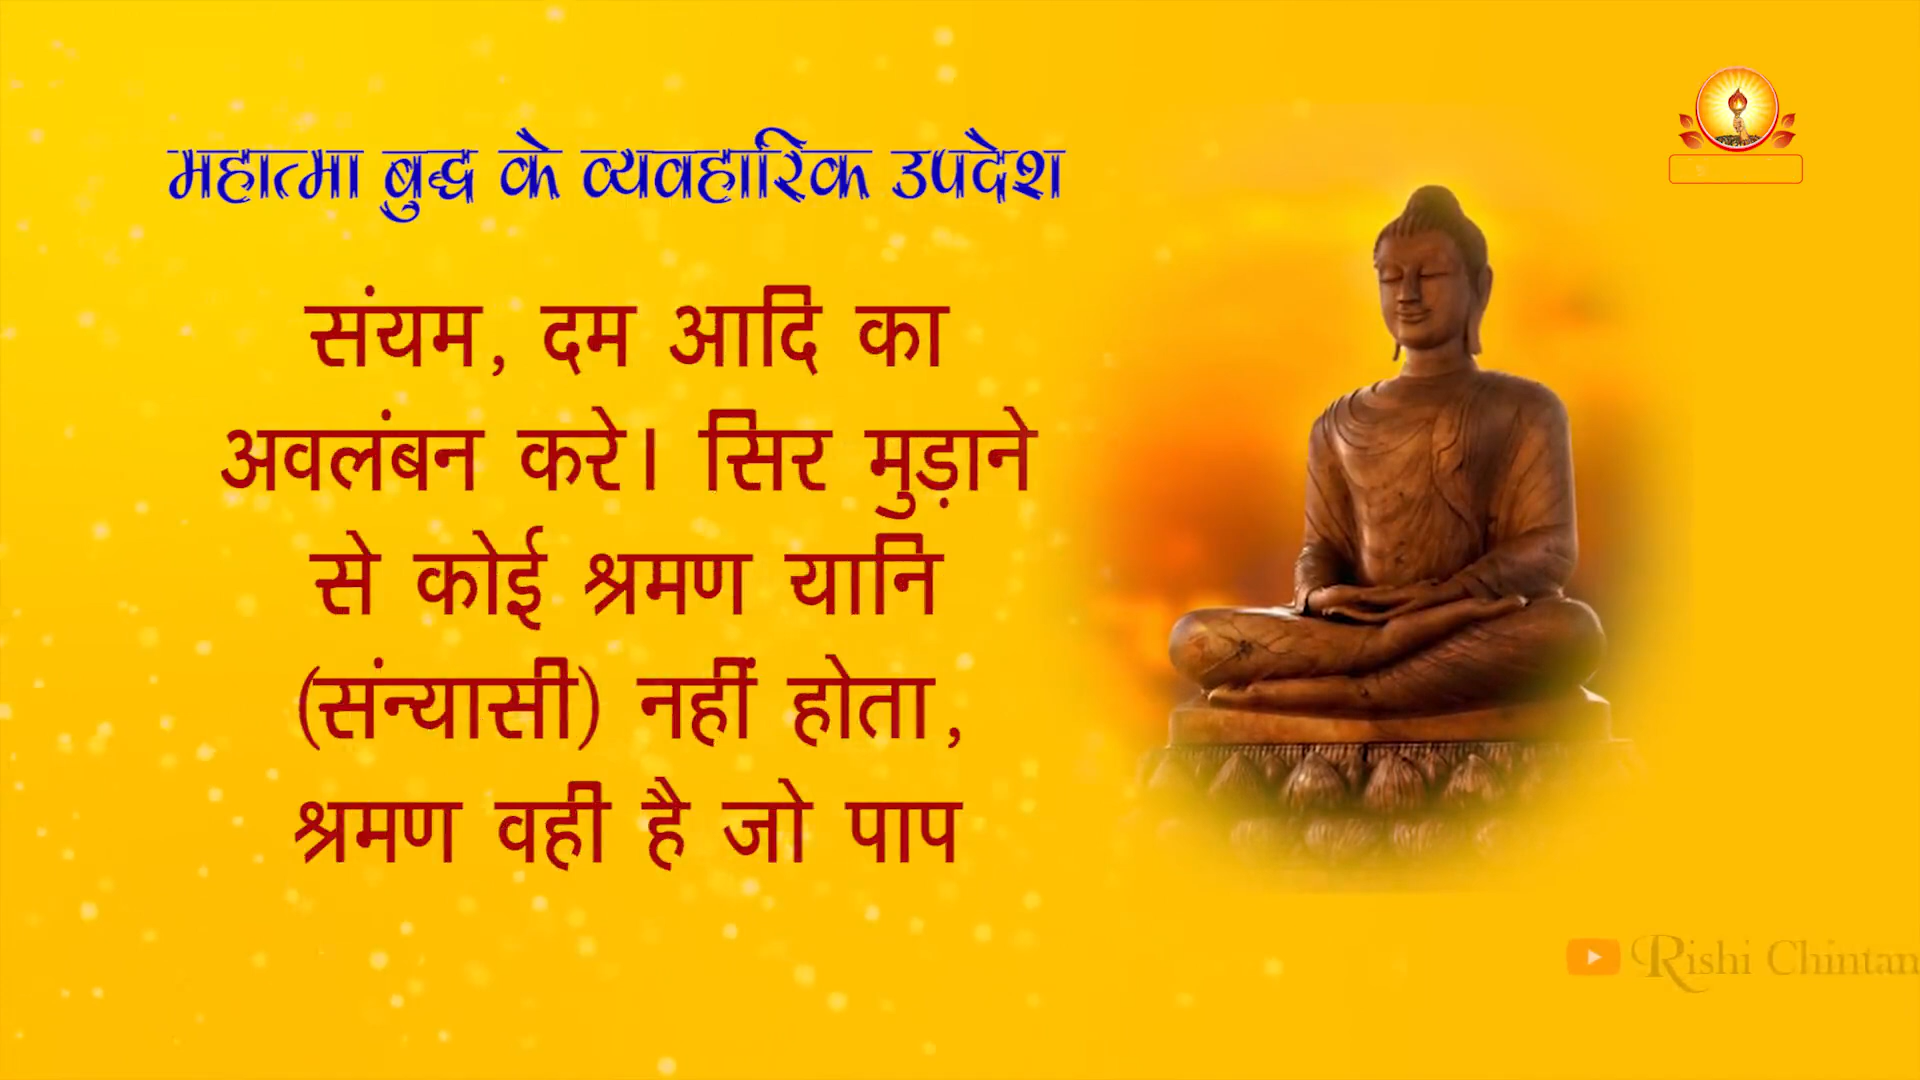 महात्मा बुद्ध के व्यवहारिक उपदेश
संयम, दम आदि का
अवलंबन करे। सिर मुड़ाने
से कोई श्रमण यानि
(संन्यासी) नहीं होता,
श्रमण वही है जो पाप
Rishi Chintan